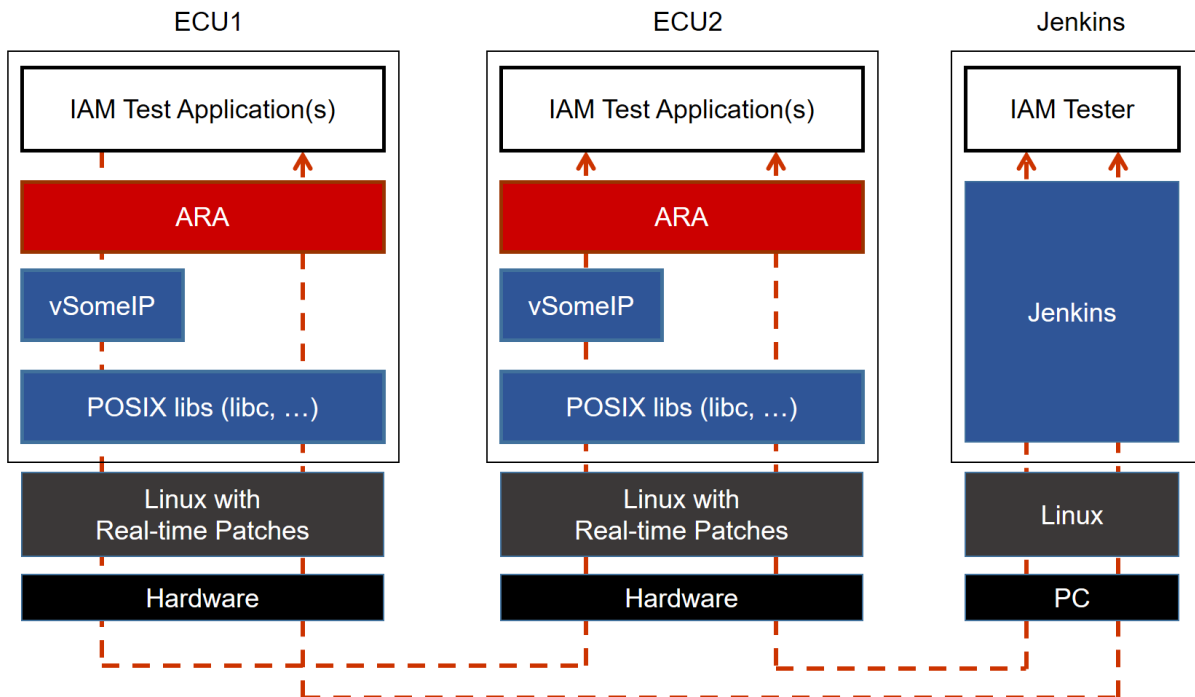 ECU1
ECU2
Jenkins
IAM Test Application(s)
IAM Test Application(s)
IAM Tester
ARA
ARA
Jenkins
vSomeIP
vSomeIP
POSIX libs (libc, …)
POSIX libs (libc, …)
Linux with
Real-time Patches
Linux with
Real-time Patches
Linux
Hardware
Hardware
PC